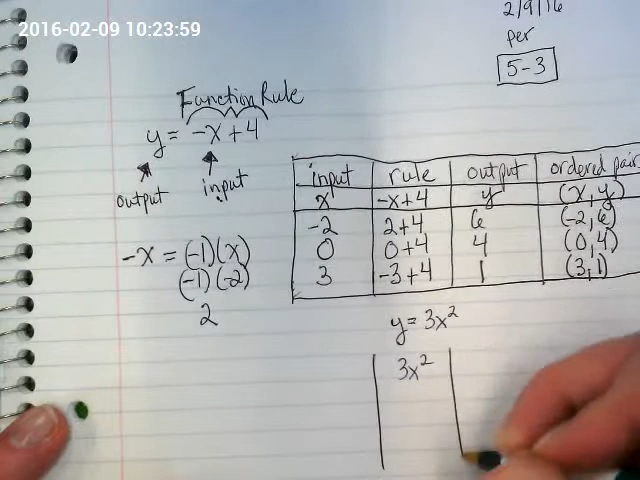 2016-02-09 10:23:59
2/9/16
per
5-3
Function Rule
y = -x+4
output
input
-x = (-1)(x)
(-1)(-2)
2
input rule output ordered pair
x -x+4 y (x,y)
-2 2+4 6 (-2,6)
0 0+4 4 (0,4)
3 -3+4 1 (3,1)
y = 3x²
3x²